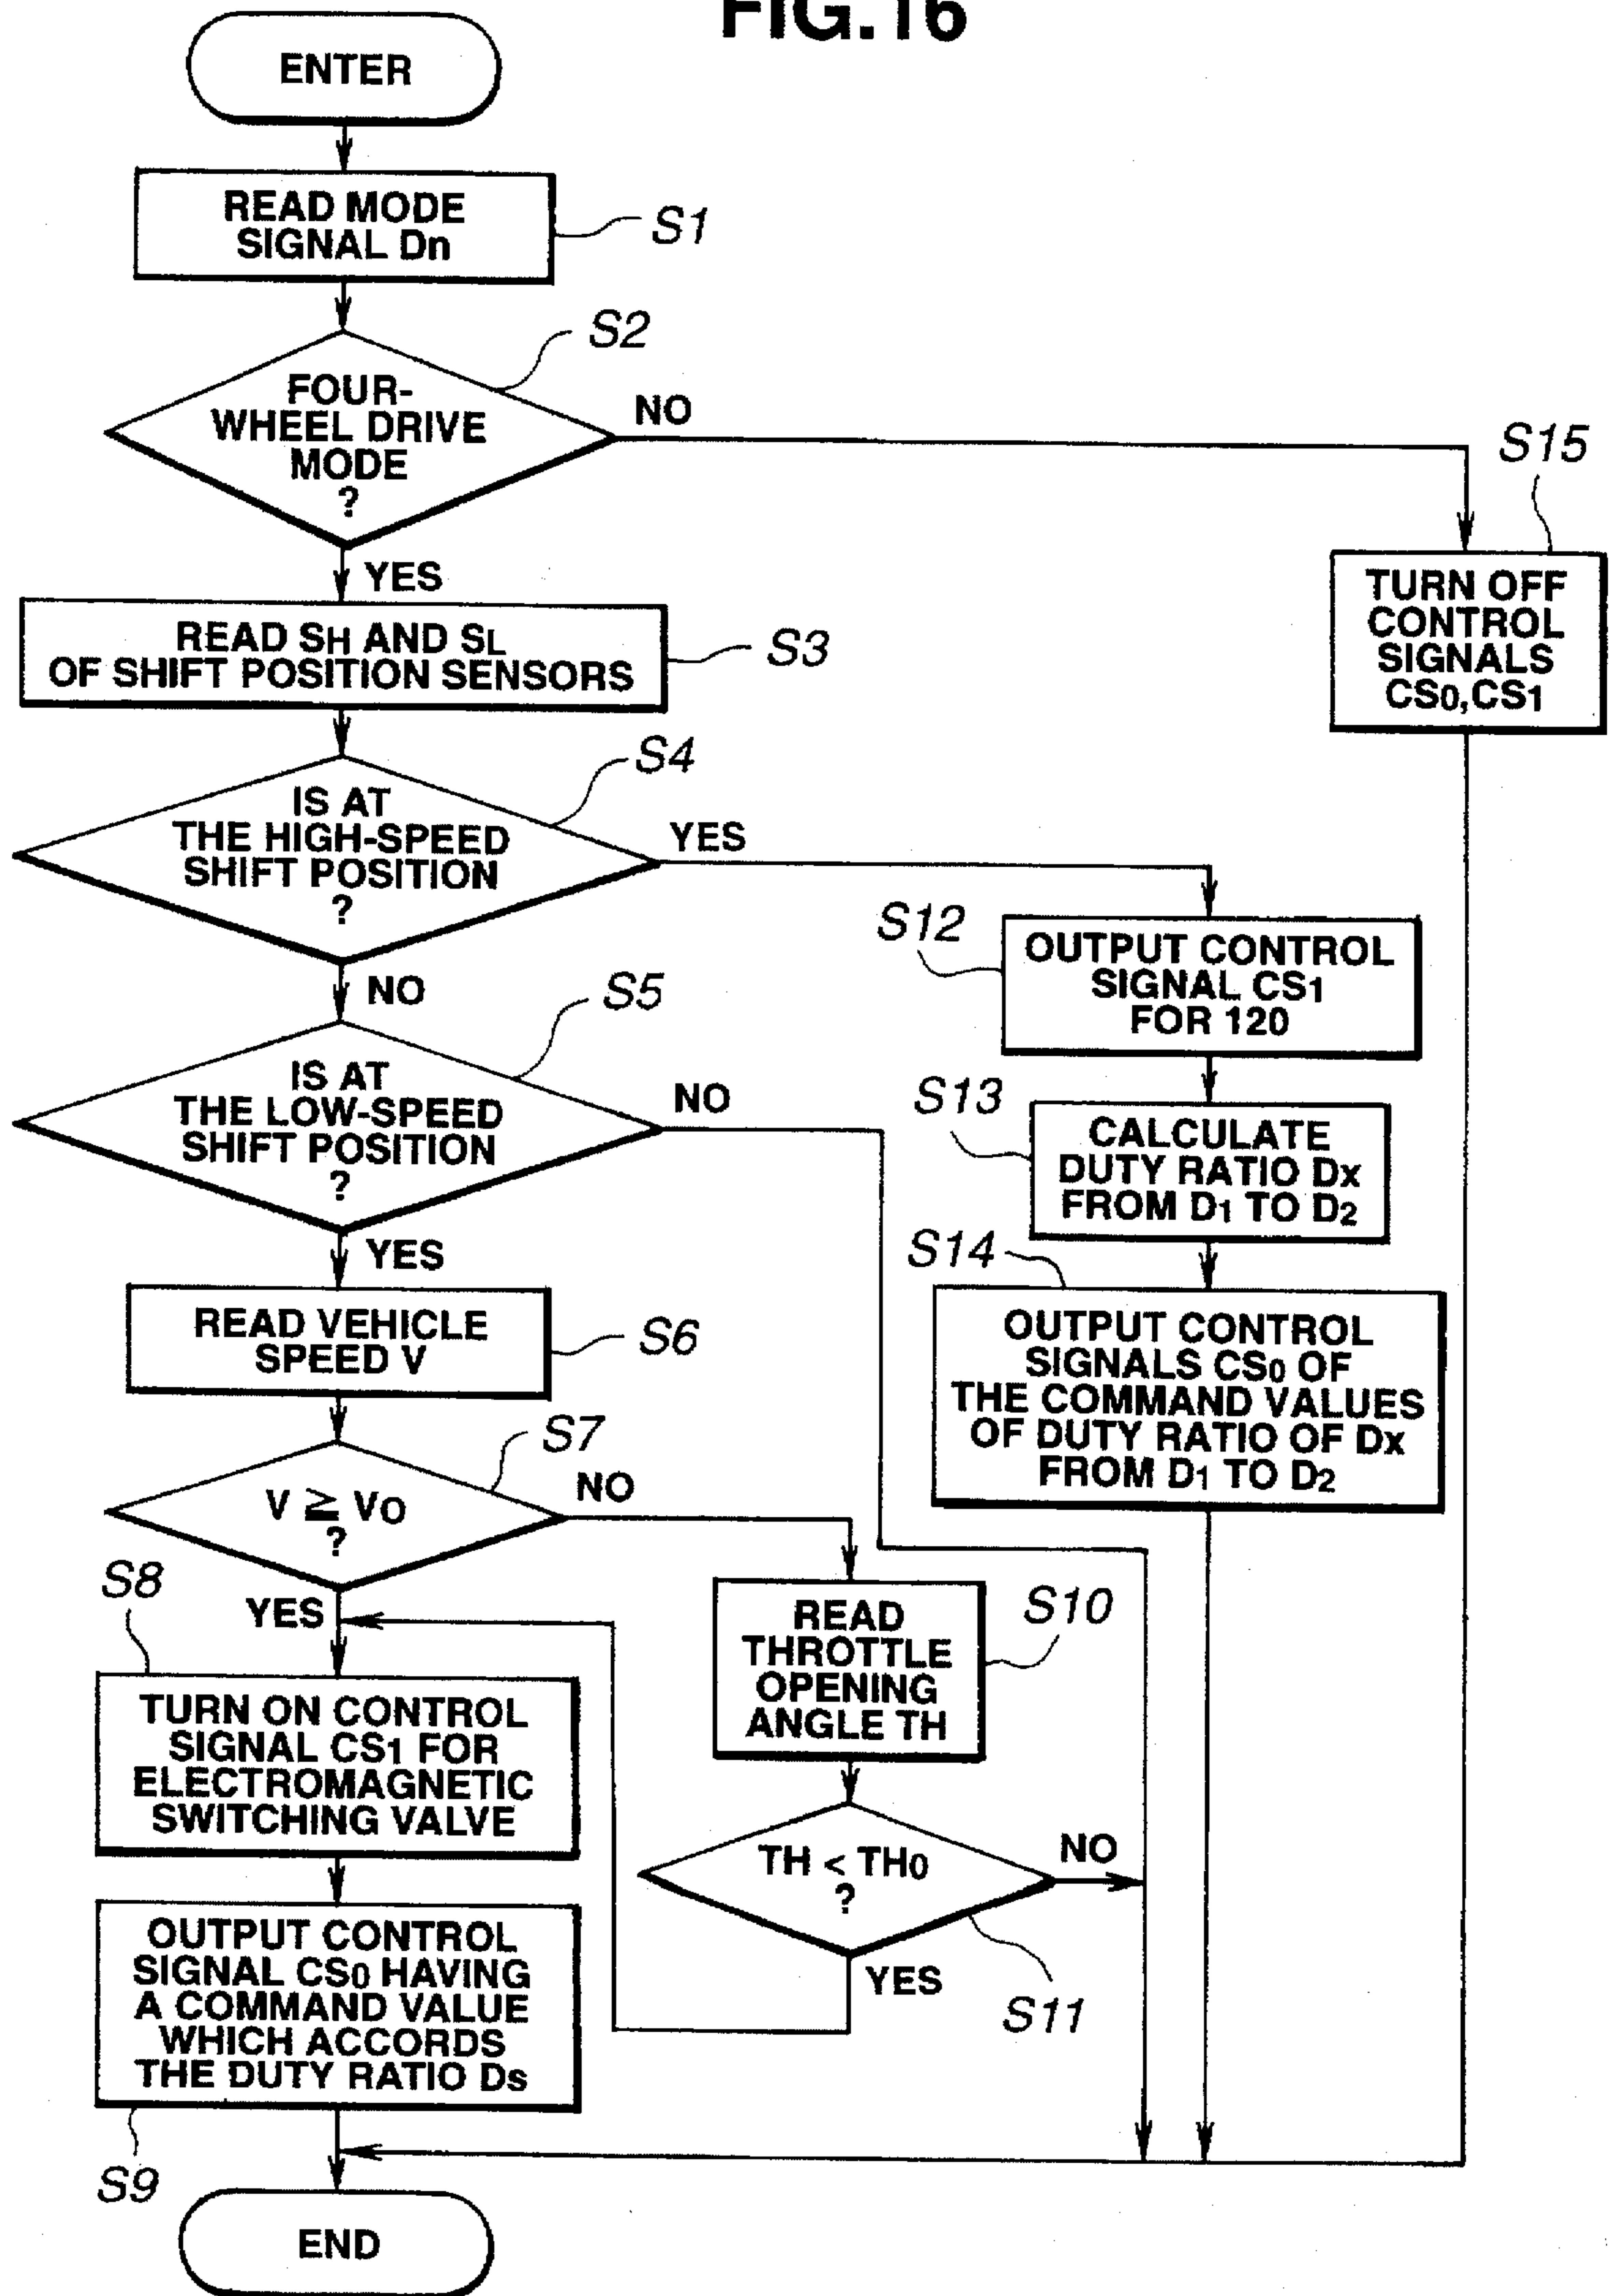 FIG.16
ENTER
READ MODE
SIGNAL Dn
S1
FOUR-
WHEEL DRIVE
MODE
?
S2
NO
YES
S15
TURN OFF
CONTROL
SIGNALS
CS0,CS1
READ SH AND SL
OF SHIFT POSITION SENSORS
S3
IS AT
THE HIGH-SPEED
SHIFT POSITION
?
S4
YES
NO
S12
OUTPUT CONTROL
SIGNAL CS1
FOR 120
IS AT
THE LOW-SPEED
SHIFT POSITION
?
S5
NO
YES
S13
CALCULATE
DUTY RATIO Dx
FROM D1 TO D2
S14
OUTPUT CONTROL
SIGNALS CS0 OF
THE COMMAND VALUES
OF DUTY RATIO OF Dx
FROM D1 TO D2
READ VEHICLE
SPEED V
S6
V ≧ VO
?
S7
NO
YES
S8
TURN ON CONTROL
SIGNAL CS1 FOR
ELECTROMAGNETIC
SWITCHING VALVE
READ
THROTTLE
OPENING
ANGLE TH
S10
TH < TH0
?
NO
YES
S11
OUTPUT CONTROL
SIGNAL CS0 HAVING
A COMMAND VALUE
WHICH ACCORDS
THE DUTY RATIO Ds
S9
END